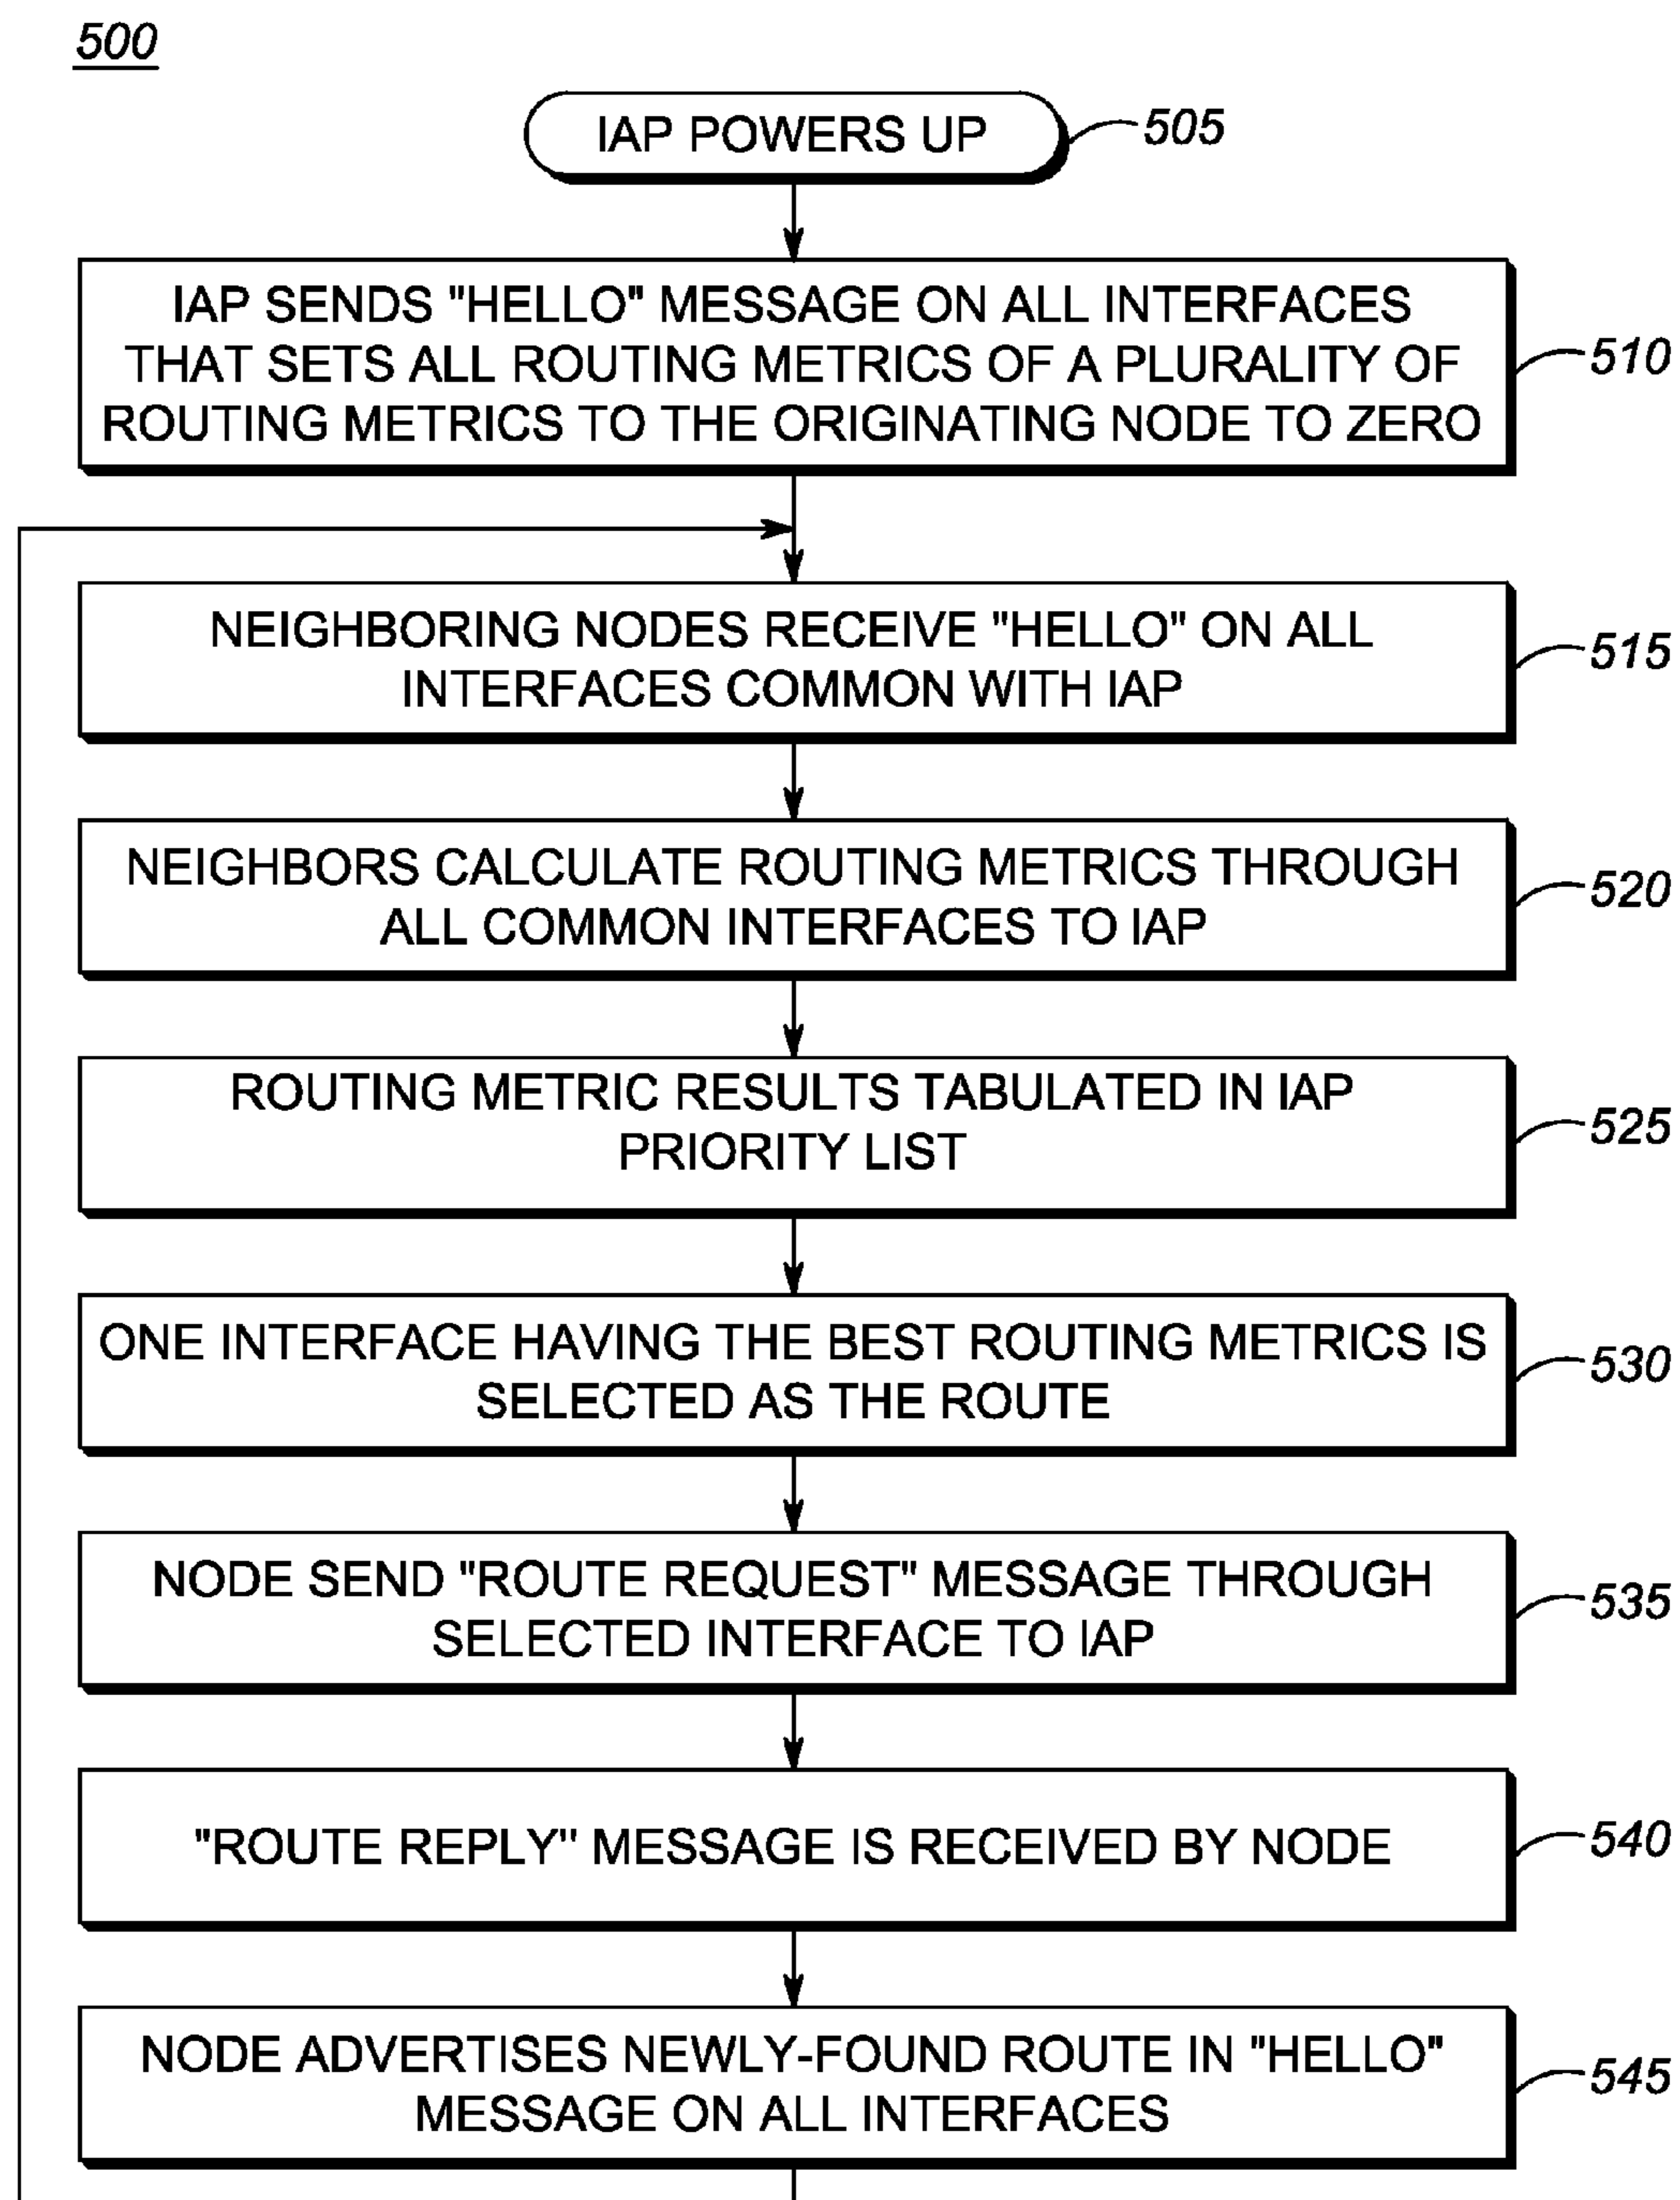 500
IAP POWERS UP
505
IAP SENDS "HELLO" MESSAGE ON ALL INTERFACES
THAT SETS ALL ROUTING METRICS OF A PLURALITY OF
ROUTING METRICS TO THE ORIGINATING NODE TO ZERO
510
NEIGHBORING NODES RECEIVE "HELLO" ON ALL
INTERFACES COMMON WITH IAP
515
NEIGHBORS CALCULATE ROUTING METRICS THROUGH
ALL COMMON INTERFACES TO IAP
520
ROUTING METRIC RESULTS TABULATED IN IAP
PRIORITY LIST
525
ONE INTERFACE HAVING THE BEST ROUTING METRICS IS
SELECTED AS THE ROUTE
530
NODE SEND "ROUTE REQUEST" MESSAGE THROUGH
SELECTED INTERFACE TO IAP
535
"ROUTE REPLY" MESSAGE IS RECEIVED BY NODE
540
NODE ADVERTISES NEWLY-FOUND ROUTE IN "HELLO"
MESSAGE ON ALL INTERFACES
545